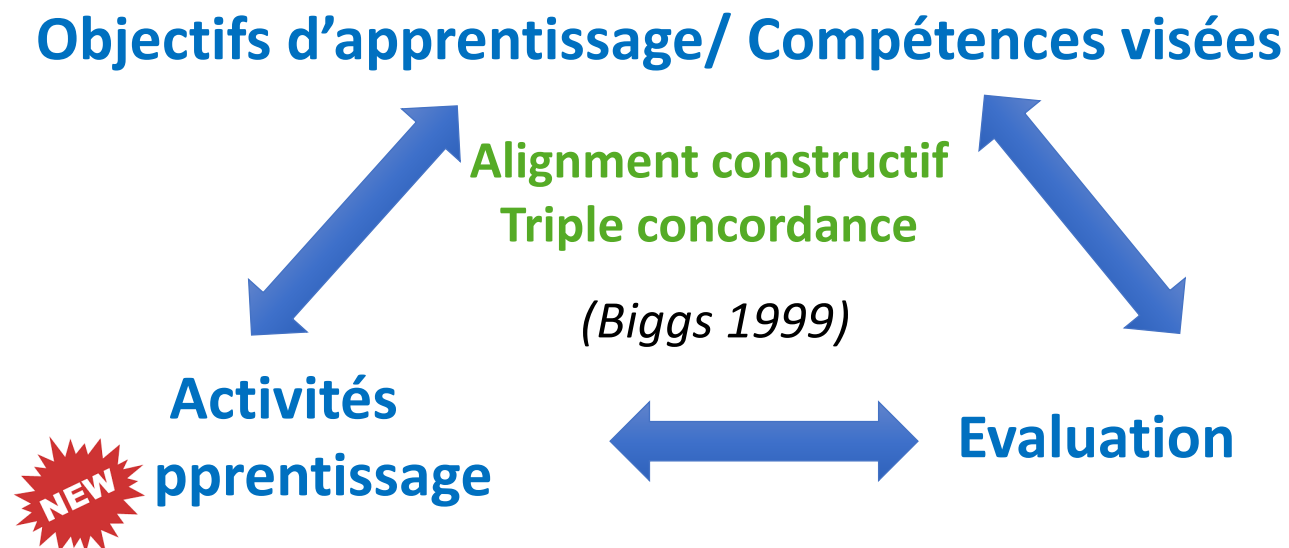 Objectifs d’apprentissage/ Compétences visées
Alignment constructif
Triple concordance
(Biggs 1999)
Activités
pprentissage
Evaluation
NEW